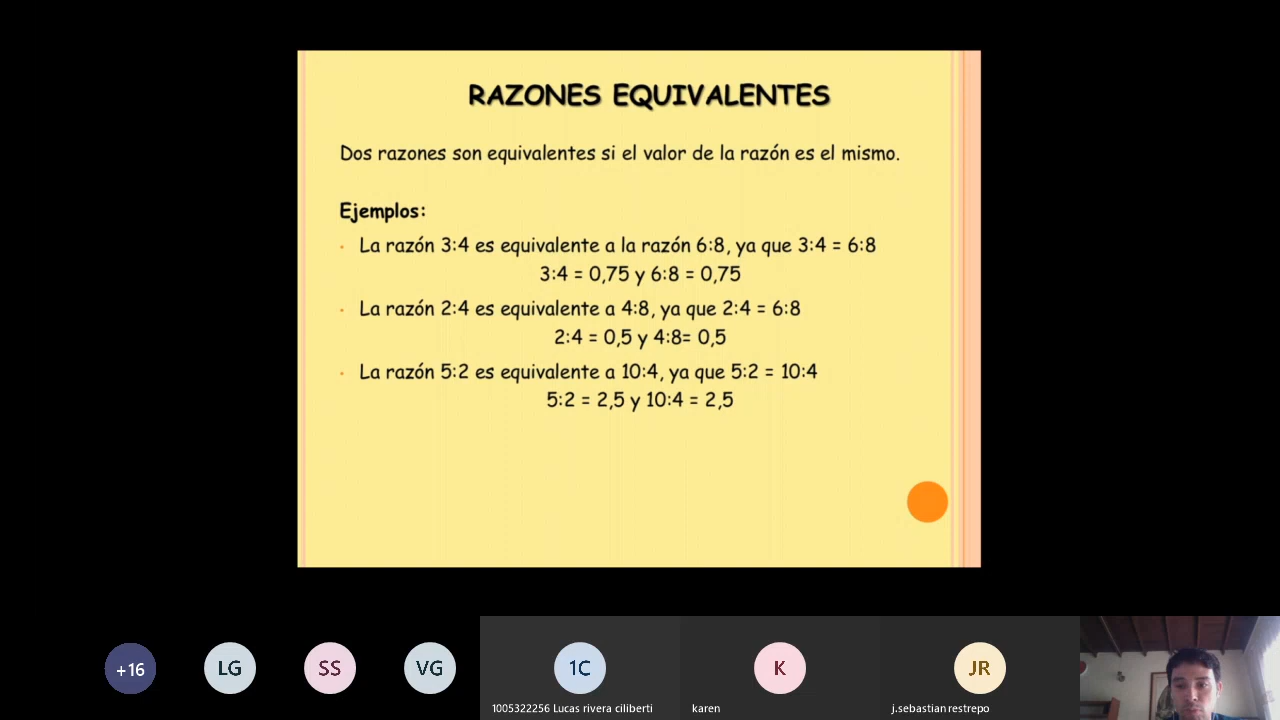 RAZONES EQUIVALENTES
Dos razones son equivalentes si el valor de la razón es el mismo.
Ejemplos:
· La razón 3:4 es equivalente a la razón 6:8, ya que 3:4 = 6:8
3:4 = 0,75 y 6:8 = 0,75
· La razón 2:4 es equivalente a 4:8, ya que 2:4 = 6:8
2:4 = 0,5 y 4:8= 0,5
· La razón 5:2 es equivalente a 10:4, ya que 5:2 = 10:4
5:2 = 2,5 y 10:4 = 2,5
+16 LG SS VG 1C K JR
1005322256 Lucas rivera ciliberti karen j.sebastian restrepo